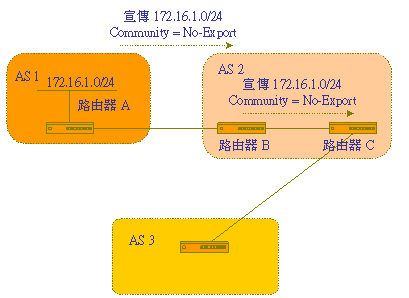 宣傳 172.16.1.0/24
Community = No-Export
AS 1
172.16.1.0/24
路由器 A
AS 2
宣傳 172.16.1.0/24
Community = No-Export
路由器 B
路由器 C
AS 3